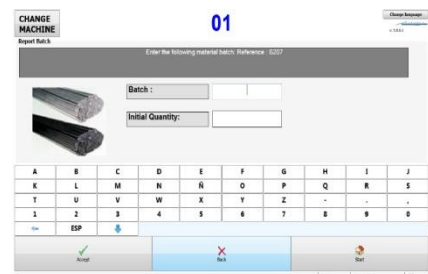 CHANGE
MACHINE
01
Change language
Report Batch
Enter the following material batch: Reference : 6207
Batch :
Initial Quantity:
A B C D E F G H I J
K L M N Ñ O P Q R S
T U V W X Y Z - . ,
1 2 3 4 5 6 7 8 9 0
ESP
Accept
Back
Start